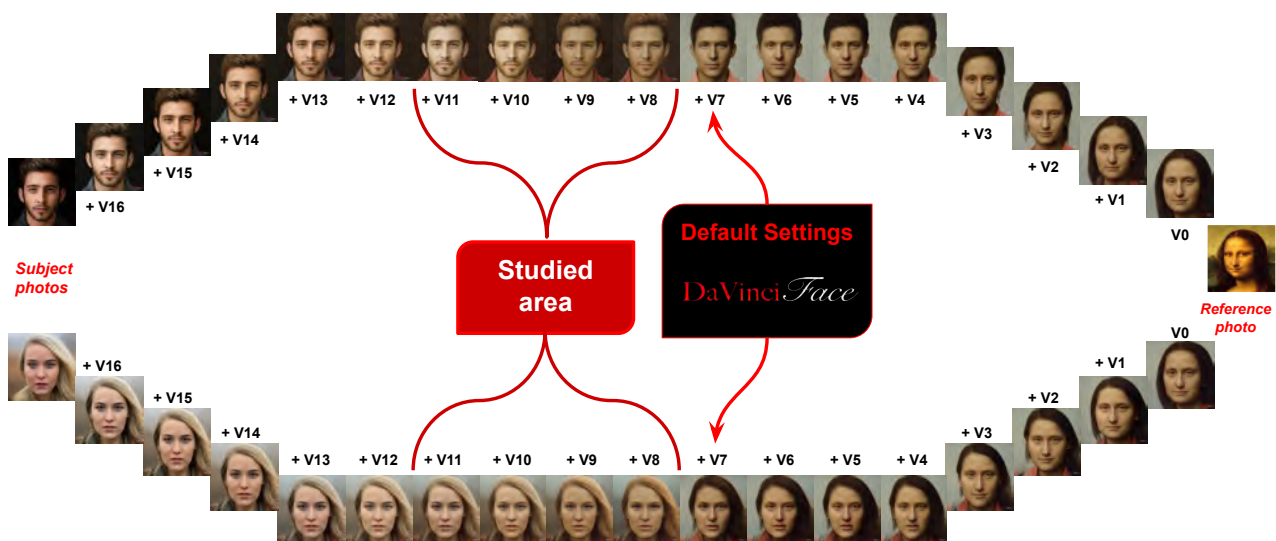 + V13
+ V12
+ V11
+ V10
+ V9
+ V8
+ V7
+ V6
+ V5
+ V4
+ V14
+ V3
+ V15
+ V2
+ V16
+ V1
V0
Subject
photos
Studied
area
Default Settings
DaVinciFace
Reference
photo
V0
+ V16
+ V1
+ V15
+ V2
+ V14
+ V3
+ V13
+ V12
+ V11
+ V10
+ V9
+ V8
+ V7
+ V6
+ V5
+ V4